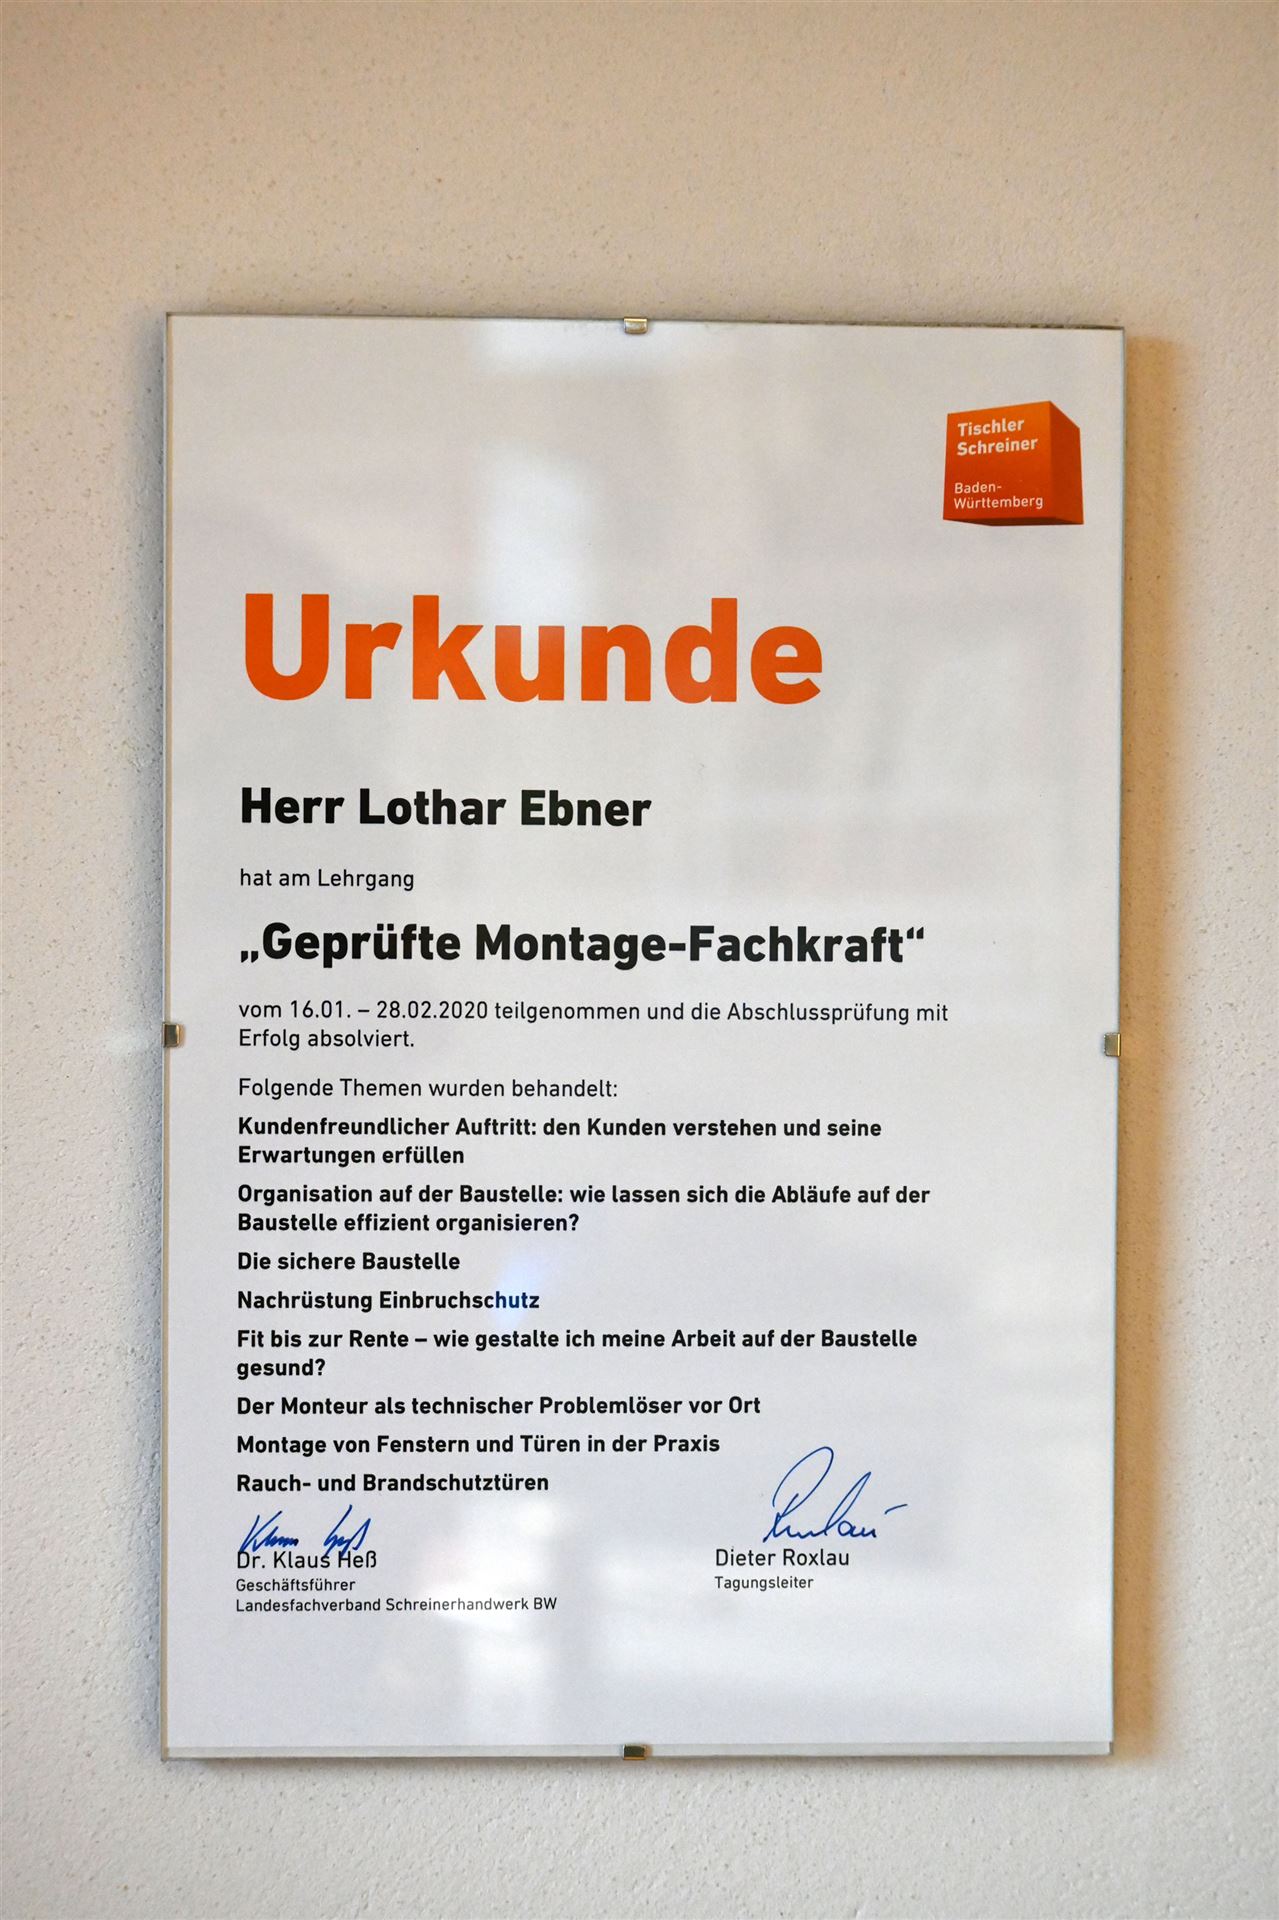 Tischler
Schreiner
Baden-
Württemberg
Urkunde
Herr Lothar Ebner
hat am Lehrgang
„Geprüfte Montage-Fachkraft“
vom 16.01. – 28.02.2020 teilgenommen und die Abschlussprüfung mit
Erfolg absolviert.
Folgende Themen wurden behandelt:
Kundenfreundlicher Auftritt: den Kunden verstehen und seine
Erwartungen erfüllen
Organisation auf der Baustelle: wie lassen sich die Abläufe auf der
Baustelle effizient organisieren?
Die sichere Baustelle
Nachrüstung Einbruchschutz
Fit bis zur Rente – wie gestalte ich meine Arbeit auf der Baustelle
gesund?
Der Monteur als technischer Problemlöser vor Ort
Montage von Fenstern und Türen in der Praxis
Rauch- und Brandschutztüren
Klaus Heß
Roxlau
Dr. Klaus Heß
Dieter Roxlau
Geschäftsführer
Tagungsleiter
Landesfachverband Schreinerhandwerk BW